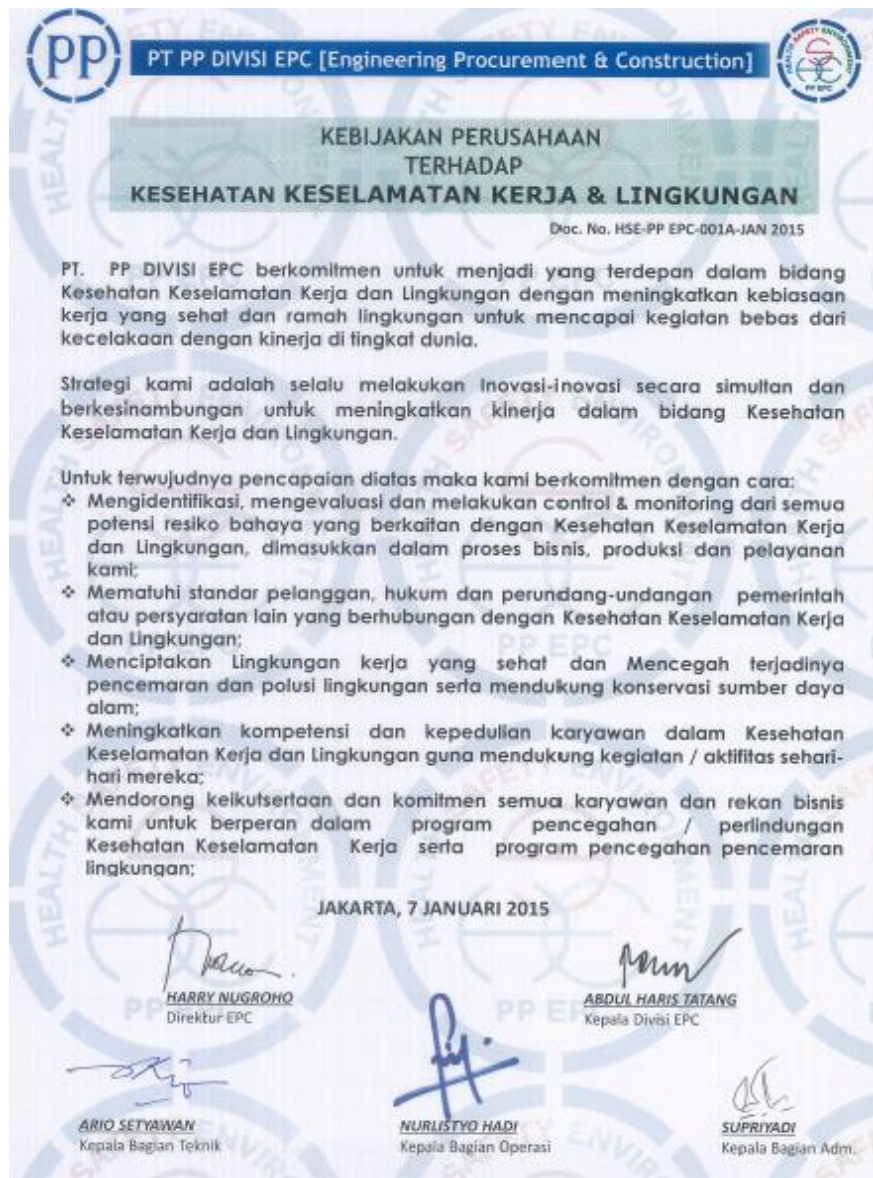 PP
PT PP DIVISI EPC [Engineering Procurement & Construction]
HEALTH SAFETY ENVIRONMENT
PP EPC
KEBIJAKAN PERUSAHAAN
TERHADAP
KESEHATAN KESELAMATAN KERJA & LINGKUNGAN
Doc. No. HSE-PP EPC-001A-JAN 2015
PT. PP DIVISI EPC berkomitmen untuk menjadi yang terdepan dalam bidang
Kesehatan Keselamatan Kerja dan Lingkungan dengan meningkatkan kebiasaan
kerja yang sehat dan ramah lingkungan untuk mencapai kegiatan bebas dari
kecelakaan dengan kinerja di tingkat dunia.
Strategi kami adalah selalu melakukan Inovasi-inovasi secara simultan dan
berkesinambungan untuk meningkatkan kinerja dalam bidang Kesehatan
Keselamatan Kerja dan Lingkungan.
Untuk terwujudnya pencapaian diatas maka kami berkomitmen dengan cara:
❖ Mengidentifikasi, mengevaluasi dan melakukan control & monitoring dari semua
potensi resiko bahaya yang berkaitan dengan Kesehatan Keselamatan Kerja
dan Lingkungan, dimasukkan dalam proses bisnis, produksi dan pelayanan
kami;
❖ Mematuhi standar pelanggan, hukum dan perundang-undangan pemerintah
atau persyaratan lain yang berhubungan dengan Kesehatan Keselamatan Kerja
dan Lingkungan;
❖ Menciptakan Lingkungan kerja yang sehat dan Mencegah terjadinya
pencemaran dan polusi lingkungan serta mendukung konservasi sumber daya
alam;
❖ Meningkatkan kompetensi dan kepedulian karyawan dalam Kesehatan
Keselamatan Kerja dan Lingkungan guna mendukung kegiatan / aktifitas sehari-
hari mereka;
❖ Mendorong keikutsertaan dan komitmen semua karyawan dan rekan bisnis
kami untuk berperan dalam program pencegahan / perlindungan
Kesehatan Keselamatan Kerja serta program pencegahan pencemaran
lingkungan;
JAKARTA, 7 JANUARI 2015
HARRY NUGROHO
Direktur EPC
ABDUL HARIS TATANG
Kepala Divisi EPC
ARIO SETYAWAN
Kepala Bagian Teknik
NURLISTYO HADI
Kepala Bagian Operasi
SUPRIYADI
Kepala Bagian Adm.